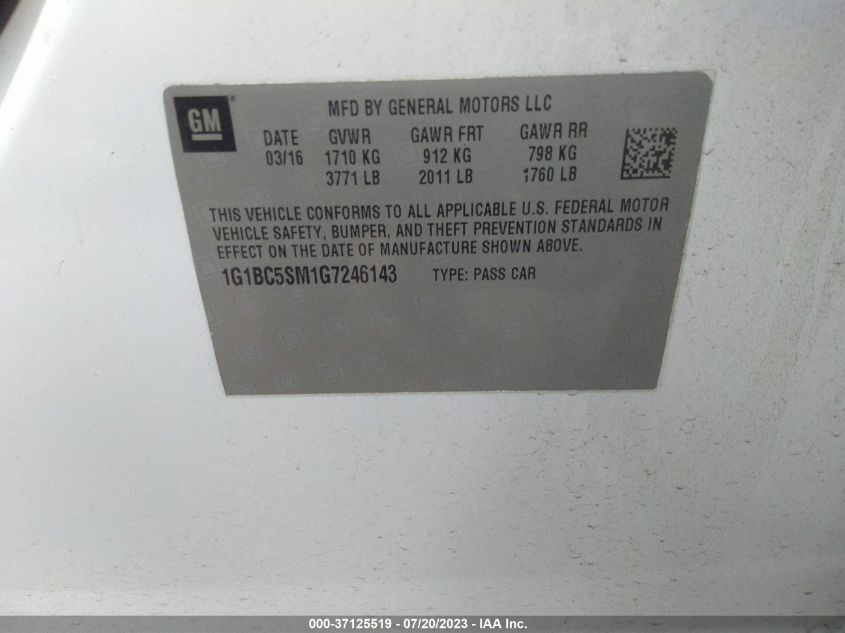 GM
MFD BY GENERAL MOTORS LLC
DATE GVWR GAWR FRT GAWR RR
03/16 1710 KG 912 KG 798 KG
3771 LB 2011 LB 1760 LB
THIS VEHICLE CONFORMS TO ALL APPLICABLE U.S. FEDERAL MOTOR
VEHICLE SAFETY, BUMPER, AND THEFT PREVENTION STANDARDS IN
EFFECT ON THE DATE OF MANUFACTURE SHOWN ABOVE.
1G1BC5SM1G7246143 TYPE: PASS CAR
000-37125519 - 07/20/2023 - IAA Inc.